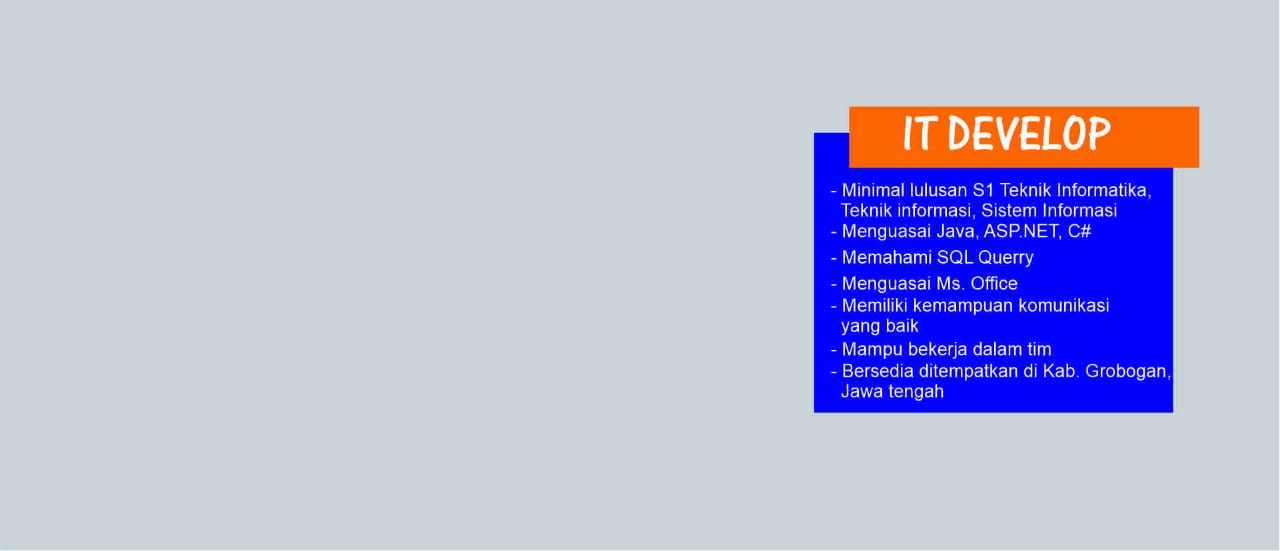 IT DEVELOP
- Minimal lulusan S1 Teknik Informatika,
Teknik informasi, Sistem Informasi
- Menguasai Java, ASP.NET, C#
- Memahami SQL Querry
- Menguasai Ms. Office
- Memiliki kemampuan komunikasi
yang baik
- Mampu bekerja dalam tim
- Bersedia ditempatkan di Kab. Grobogan,
Jawa tengah